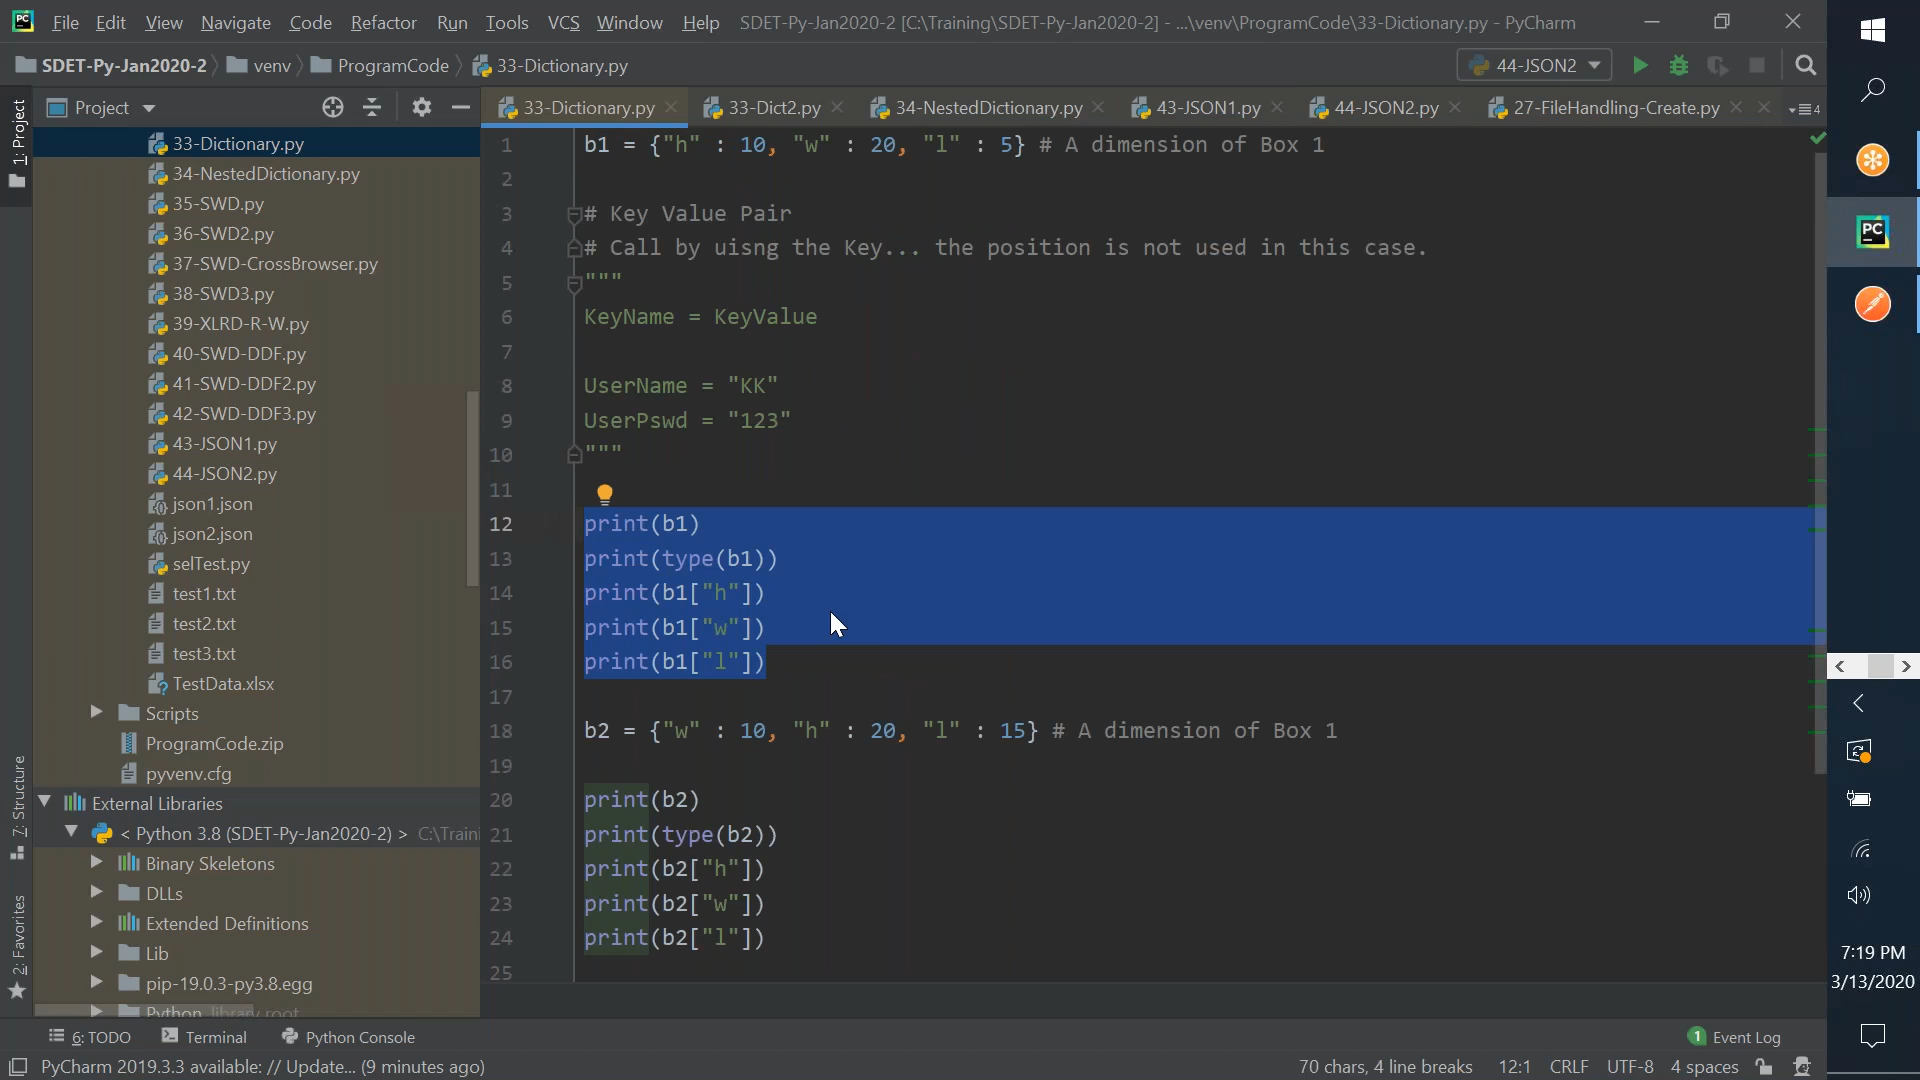 File Edit View Navigate Code Refactor Run Tools VCS Window Help SDET-Py-Jan2020-2 [C:\Training\SDET-Py-Jan2020-2] - ...\venv\ProgramCode\33-Dictionary.py - PyCharm
SDET-Py-Jan2020-2 venv ProgramCode 33-Dictionary.py 44-JSON2
Project 33-Dictionary.py 33-Dict2.py 34-NestedDictionary.py 43-JSON1.py 44-JSON2.py 27-FileHandling-Create.py 4
1: Project
33-Dictionary.py
34-NestedDictionary.py
35-SWD.py
36-SWD2.py
37-SWD-CrossBrowser.py
38-SWD3.py
39-XLRD-R-W.py
40-SWD-DDF.py
41-SWD-DDF2.py
42-SWD-DDF3.py
43-JSON1.py
44-JSON2.py
json1.json
json2.json
selTest.py
test1.txt
test2.txt
test3.txt
TestData.xlsx
Scripts
ProgramCode.zip
pyvenv.cfg
External Libraries
< Python 3.8 (SDET-Py-Jan2020-2) > C:\Traini
Binary Skeletons
DLLs
Extended Definitions
Lib
pip-19.0.3-py3.8.egg
Python library root
7: Structure
2: Favorites
1 b1 = {"h" : 10, "w" : 20, "l" : 5} # A dimension of Box 1
2
3 # Key Value Pair
4 # Call by uisng the Key... the position is not used in this case.
5 """
6 KeyName = KeyValue
7
8 UserName = "KK"
9 UserPswd = "123"
10 """
11
12 print(b1)
13 print(type(b1))
14 print(b1["h"])
15 print(b1["w"])
16 print(b1["l"])
17
18 b2 = {"w" : 10, "h" : 20, "l" : 15} # A dimension of Box 1
19
20 print(b2)
21 print(type(b2))
22 print(b2["h"])
23 print(b2["w"])
24 print(b2["l"])
25
6: TODO Terminal Python Console 1 Event Log
PyCharm 2019.3.3 available: // Update... (9 minutes ago) 70 chars, 4 line breaks 12:1 CRLF UTF-8 4 spaces
PC
PC
7:19 PM
3/13/2020